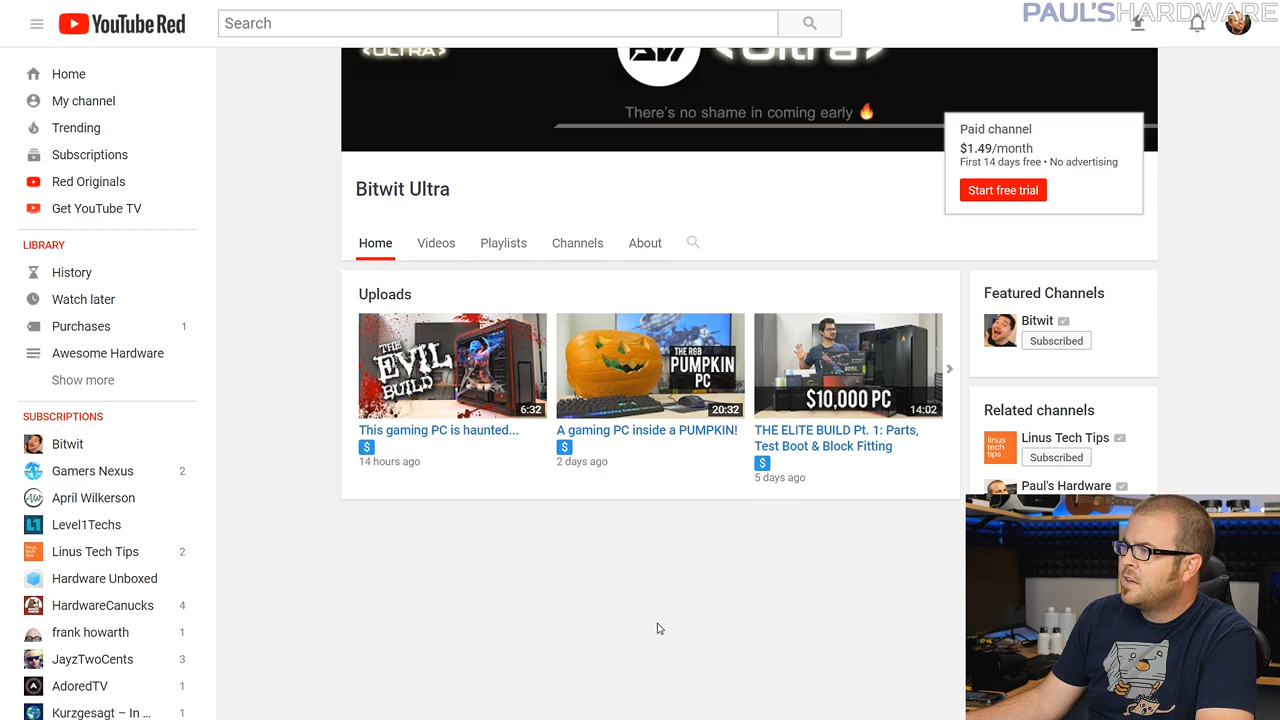 YouTube Red
Search
PAUL'SHARDWARE
Home
My channel
Trending
Subscriptions
Red Originals
Get YouTube TV
LIBRARY
History
Watch later
Purchases 1
Awesome Hardware
Show more
SUBSCRIPTIONS
Bitwit
Gamers Nexus 2
April Wilkerson
Level1Techs
Linus Tech Tips 2
Hardware Unboxed
HardwareCanucks 4
frank howarth 1
JayzTwoCents 3
AdoredTV 1
Kurzgesagt – In ... 1
<ULTRA>
BW
<Ultra>
There's no shame in coming early 🔥
Paid channel
$1.49/month
First 14 days free • No advertising
Start free trial
Bitwit Ultra
Home Videos Playlists Channels About
Uploads
THE
EVIL
BUILD
6:32
This gaming PC is haunted...
$
14 hours ago
THE RGB
PUMPKIN
PC
20:32
A gaming PC inside a PUMPKIN!
$
2 days ago
$10,000 PC
14:02
THE ELITE BUILD Pt. 1: Parts,
Test Boot & Block Fitting
$
5 days ago
Featured Channels
Bitwit
Subscribed
Related channels
linus
tech
tips
Linus Tech Tips
Subscribed
Paul's Hardware